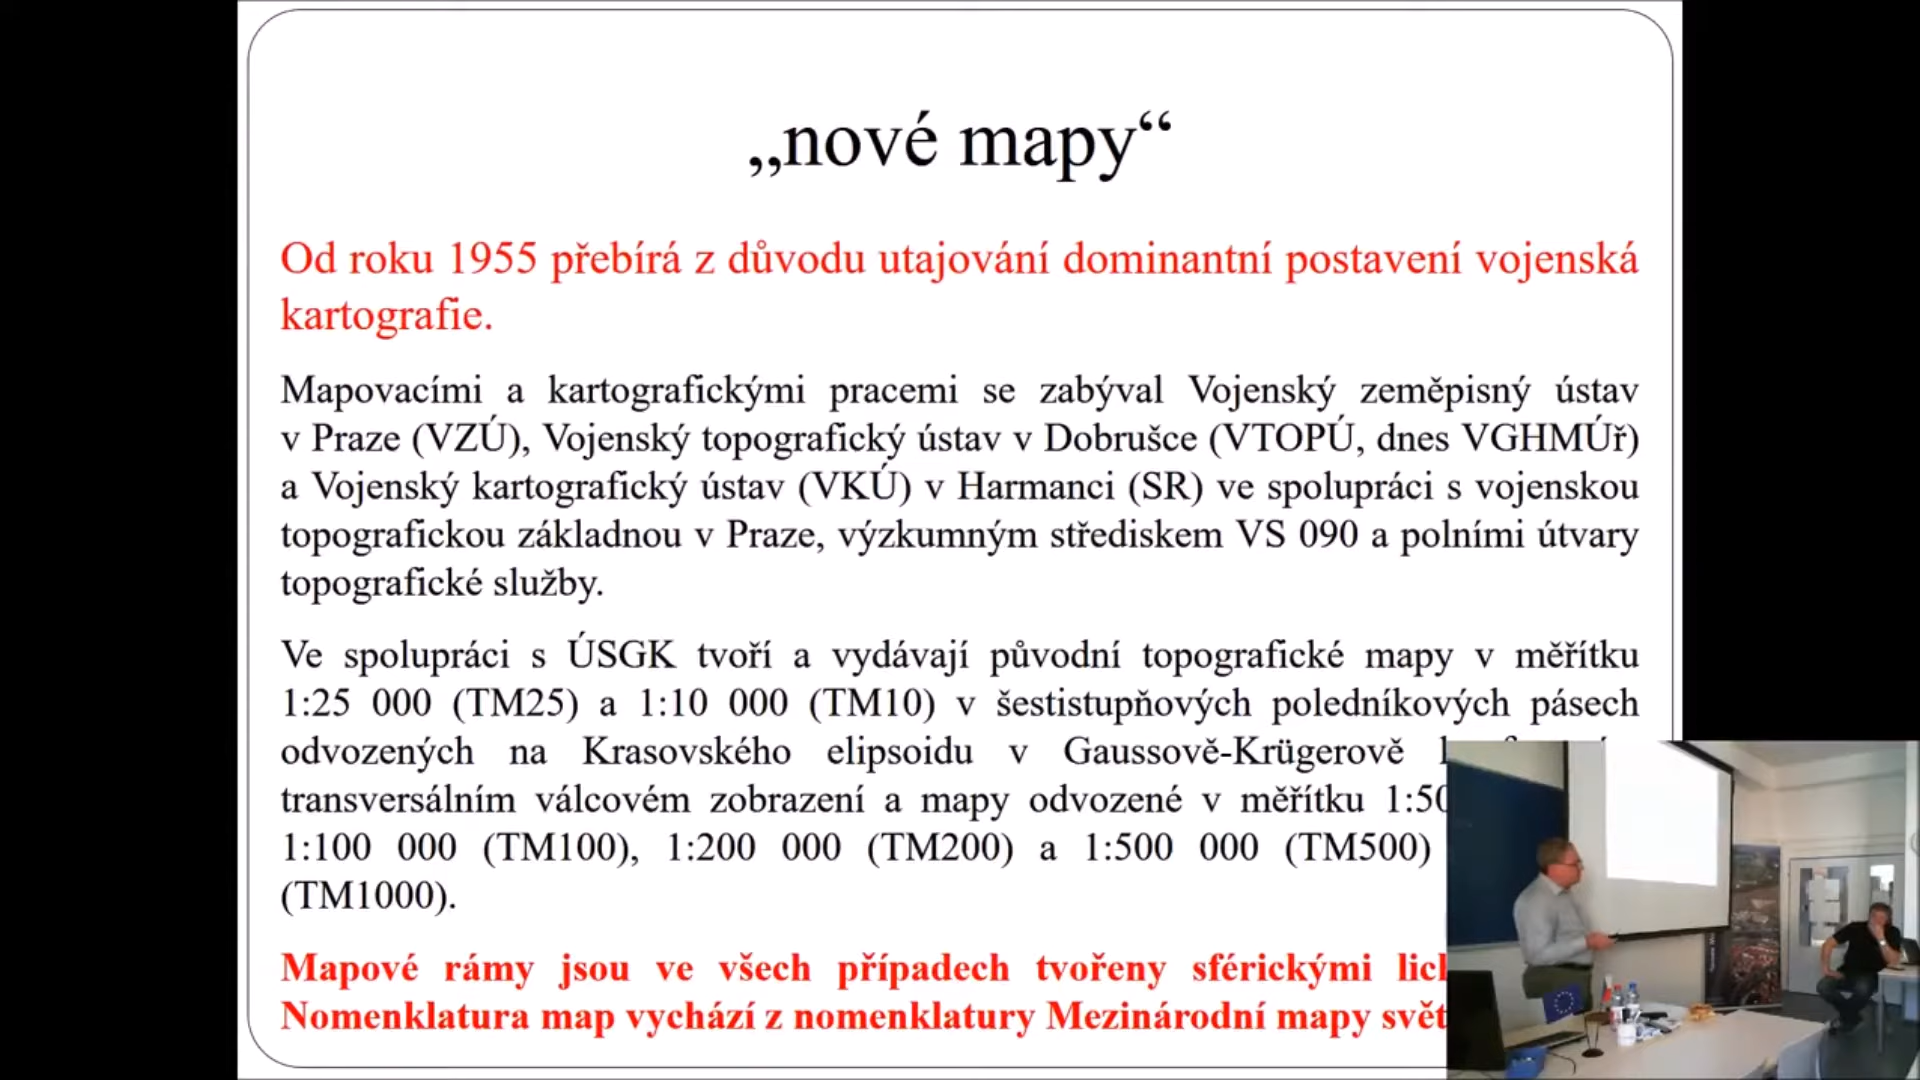 „nové mapy“
Od roku 1955 přebírá z důvodu utajování dominantní postavení vojenská
kartografie.
Mapovacími a kartografickými pracemi se zabýval Vojenský zeměpisný ústav
v Praze (VZÚ), Vojenský topografický ústav v Dobrušce (VTOPÚ, dnes VGHMÚř)
a Vojenský kartografický ústav (VKÚ) v Harmanci (SR) ve spolupráci s vojenskou
topografickou základnou v Praze, výzkumným střediskem VS 090 a polními útvary
topografické služby.
Ve spolupráci s ÚSGK tvoří a vydávají původní topografické mapy v měřítku
1:25 000 (TM25) a 1:10 000 (TM10) v šestistupňových poledníkových pásech
odvozených na Krasovského elipsoidu v Gaussově-Krügerově
transversálním válcovém zobrazení a mapy odvozené v měřítku 1:50
1:100 000 (TM100), 1:200 000 (TM200) a 1:500 000 (TM500)
(TM1000).
Mapové rámy jsou ve všech případech tvořeny sférickými
Nomenklatura map vychází z nomenklatury Mezinárodní mapy